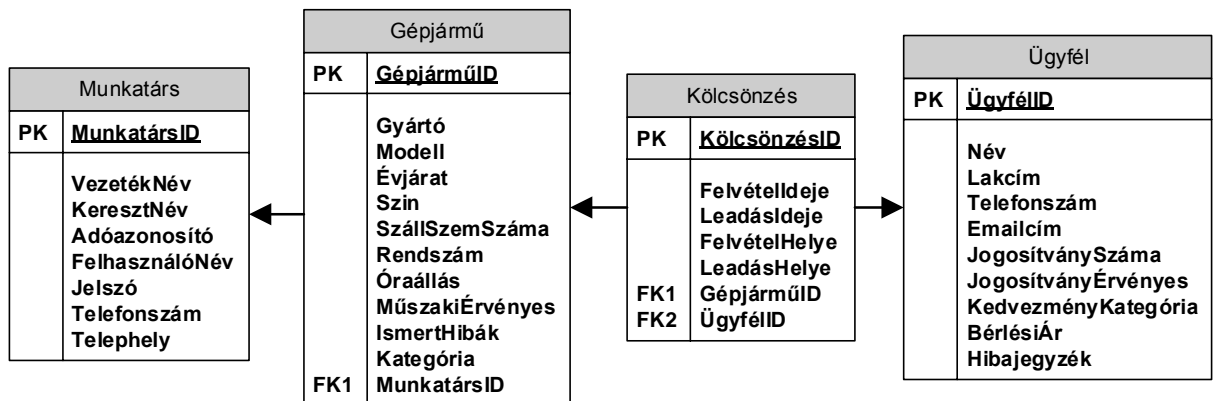 Munkatárs
PK MunkatársID
VezetékNév
KeresztNév
Adóazonosító
FelhasználóNév
Jelszó
Telefonszám
Telephely
Gépjármű
PK GépjárműID
Gyártó
Modell
Évjárat
Szin
SzállSzemSzáma
Rendszám
Óraállás
MűszakiÉrvényes
IsmertHibák
Kategória
FK1 MunkatársID
Kölcsönzés
PK KölcsönzésID
FelvételIdeje
LeadásIdeje
FelvételHelye
LeadásHelye
FK1 GépjárműID
FK2 ÜgyfélID
Ügyfél
PK ÜgyfélID
Név
Lakcím
Telefonszám
Emailcím
JogosítványSzáma
JogosítványÉrvényes
KedvezményKategória
BérlésiÁr
Hibajegyzék